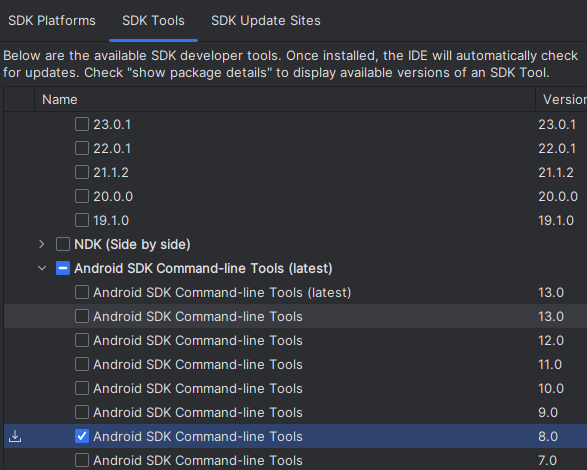 SDK Platforms SDK Tools SDK Update Sites
Below are the available SDK developer tools. Once installed, the IDE will automatically check
for updates. Check "show package details" to display available versions of an SDK Tool.
Name Version
23.0.1 23.0.1
22.0.1 22.0.1
21.1.2 21.1.2
20.0.0 20.0.0
19.1.0 19.1.0
NDK (Side by side)
Android SDK Command-line Tools (latest)
Android SDK Command-line Tools (latest) 13.0
Android SDK Command-line Tools 13.0
Android SDK Command-line Tools 12.0
Android SDK Command-line Tools 11.0
Android SDK Command-line Tools 10.0
Android SDK Command-line Tools 9.0
Android SDK Command-line Tools 8.0
Android SDK Command-line Tools 7.0